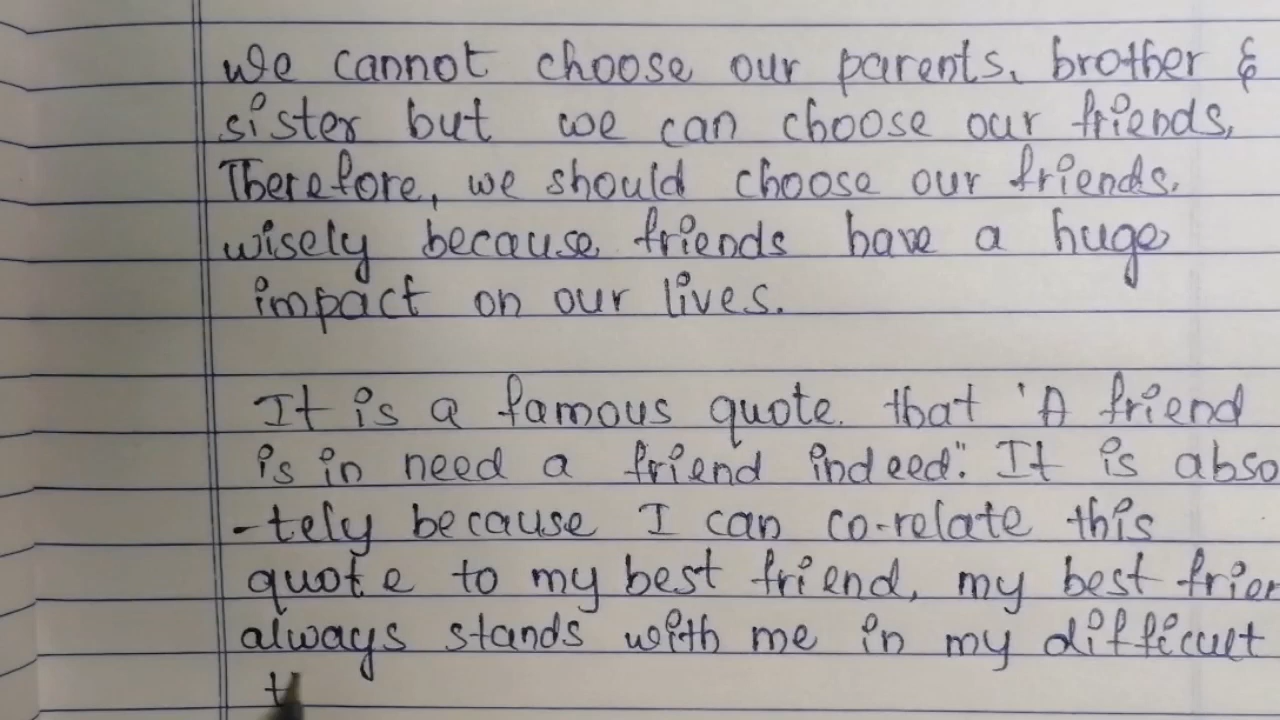 We cannot choose our parents, brother &
sister but we can choose our friends,
Therefore, we should choose our friends.
wisely because friends have a huge
impact on our lives.
It is a famous quote. that 'A friend
is in need a friend indeed". It is abso
-tely because I can co-relate this
quote to my best friend, my best frien
always stands with me in my difficult
t